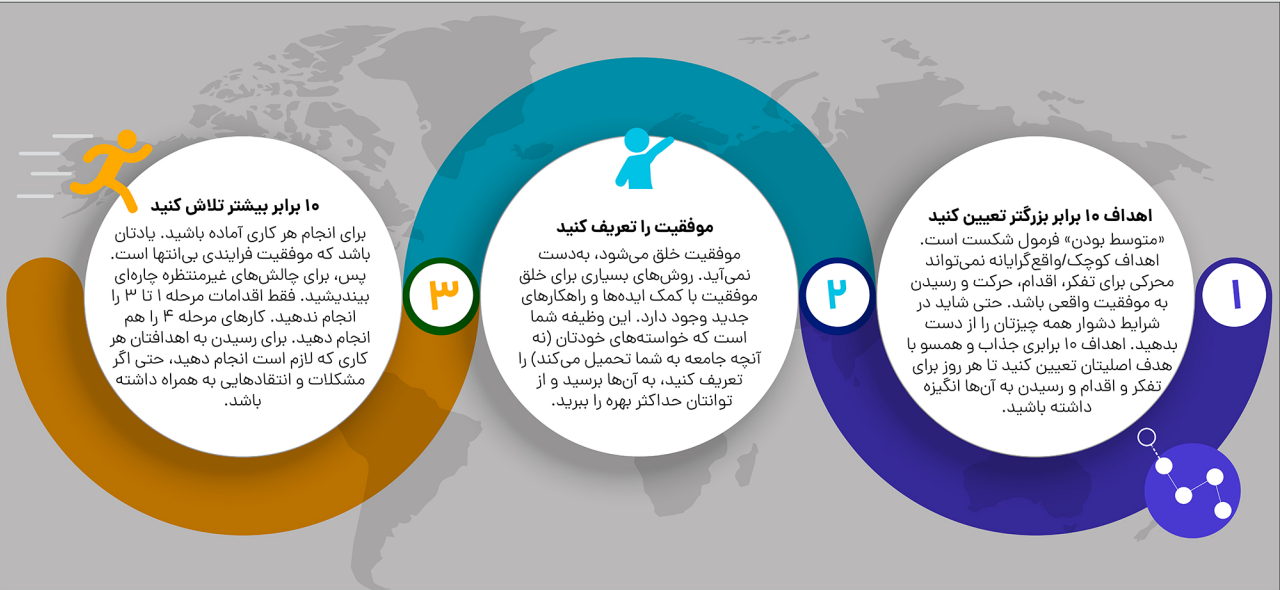 ۱
اهداف ۱۰ برابر بزرگتر تعیین کنید
«متوسط بودن» فرمول شکست است.
اهداف کوچک/واقع‌گرایانه نمی‌تواند
محرکی برای تفکر، اقدام، حرکت و رسیدن
به موفقیت واقعی باشد. حتی شاید در
شرایط دشوار همه چیزتان را از دست
بدهید. اهداف ۱۰ برابری جذاب و همسو با
هدف اصلیتان تعیین کنید تا هر روز برای
تفکر و اقدام و رسیدن به آن‌ها انگیزه
داشته باشید.
۲
موفقیت را تعریف کنید
موفقیت خلق می‌شود، به‌دست
نمی‌آید. روش‌های بسیاری برای خلق
موفقیت با کمک ایده‌ها و راهکارهای
جدید وجود دارد. این وظیفه شما
است که خواسته‌های خودتان (نه
آنچه جامعه به شما تحمیل می‌کند) را
تعریف کنید، به آن‌ها برسید و از
توانتان حداکثر بهره را ببرید.
۳
۱۰ برابر بیشتر تلاش کنید
برای انجام هر کاری آماده باشید. یادتان
باشد که موفقیت فرایندی بی‌انتها است.
پس، برای چالش‌های غیرمنتظره چاره‌ای
بیندیشید. فقط اقدامات مرحله ۱ تا ۳ را
انجام ندهید. کارهای مرحله ۴ را هم
انجام دهید. برای رسیدن به اهدافتان هر
کاری که لازم است انجام دهید، حتی اگر
مشکلات و انتقادهایی به همراه داشته
باشد.